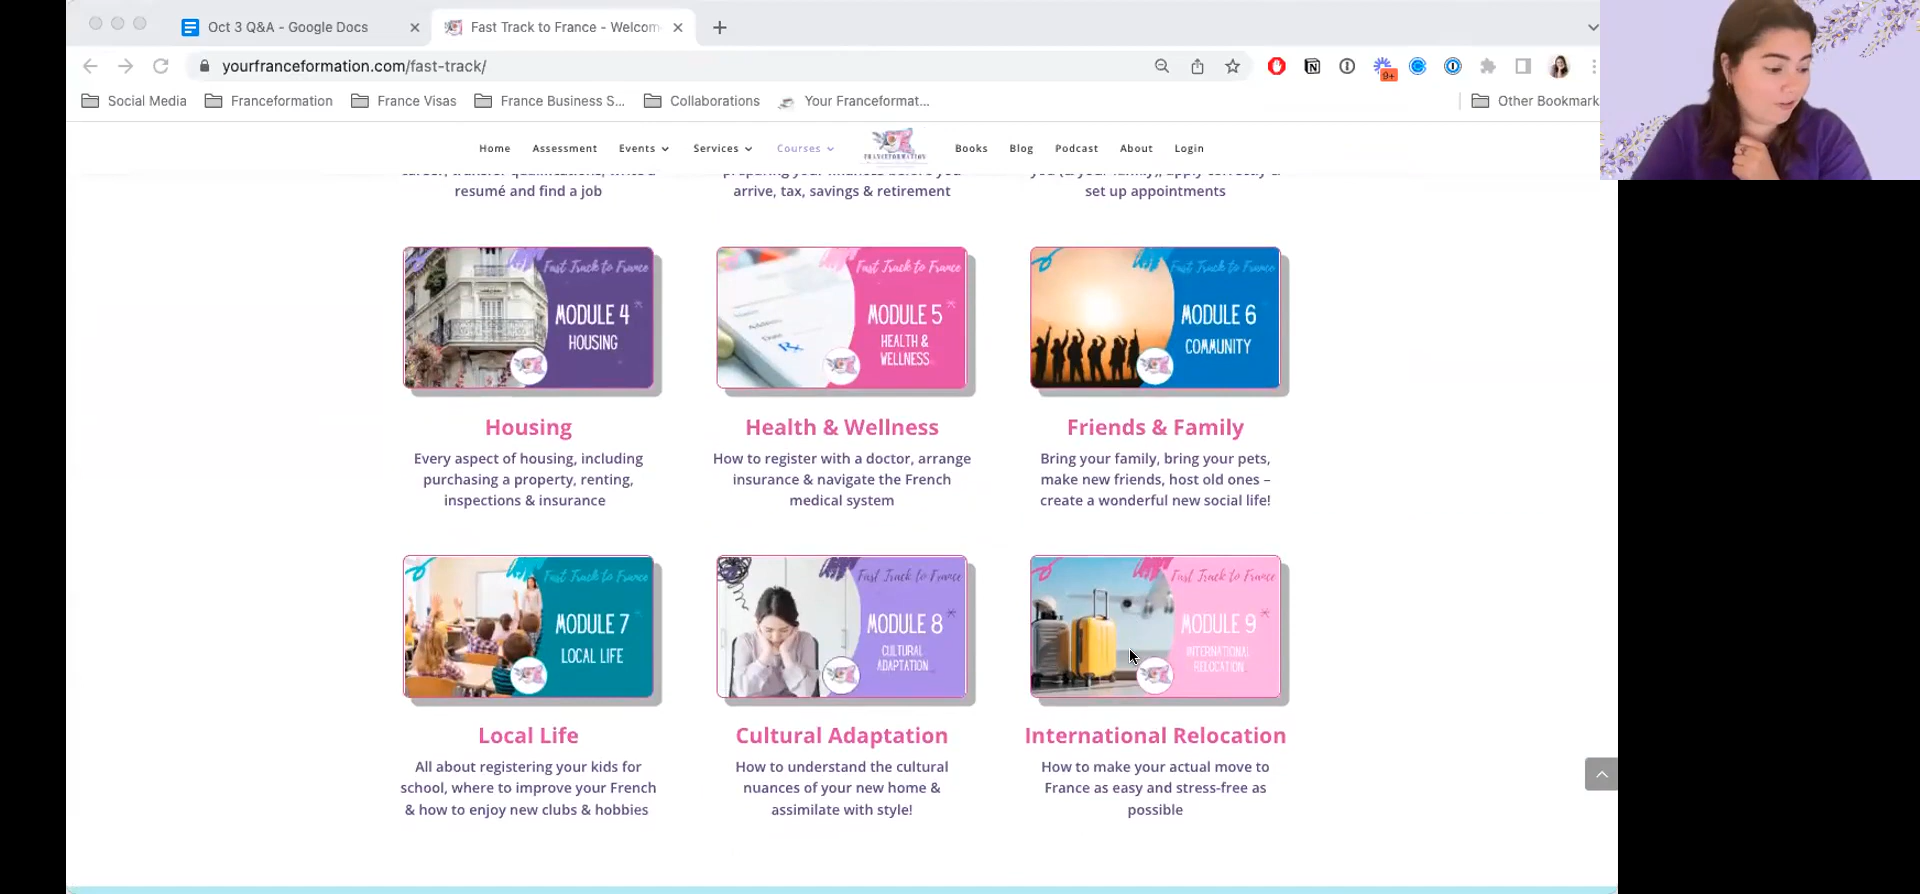 Oct 3 Q&A - Google Docs
Fast Track to France - Welcom
yourfranceformation.com/fast-track/
9+
Social Media
Franceformation
France Visas
France Business S...
Collaborations
Your Franceformat...
Other Bookmark
Home
Assessment
Events
Services
Courses
FRANCEFORMATION
Books
Blog
Podcast
About
Login
resumé and find a job
preparing your finances before you
arrive, tax, savings & retirement
set up appointments
Fast Track to France
MODULE 4
HOUSING
Fast Track to France
MODULE 5
HEALTH &
WELLNESS
Fast Track to France
MODULE 6
COMMUNITY
Housing
Every aspect of housing, including
purchasing a property, renting,
inspections & insurance
Health & Wellness
How to register with a doctor, arrange
insurance & navigate the French
medical system
Friends & Family
Bring your family, bring your pets,
make new friends, host old ones –
create a wonderful new social life!
Fast Track to France
MODULE 7
LOCAL LIFE
Fast Track to France
MODULE 8
CULTURAL
ADAPTATION
Fast Track to France
MODULE 9
INTERNATIONAL
RELOCATION
Local Life
All about registering your kids for
school, where to improve your French
& how to enjoy new clubs & hobbies
Cultural Adaptation
How to understand the cultural
nuances of your new home &
assimilate with style!
International Relocation
How to make your actual move to
France as easy and stress-free as
possible